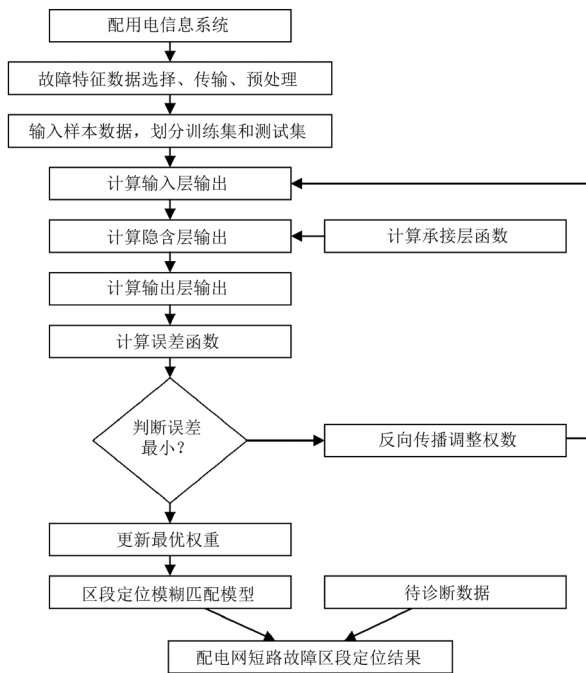 配用电信息系统
故障特征数据选择、传输、预处理
输入样本数据，划分训练集和测试集
计算输入层输出
计算隐含层输出
计算承接层函数
计算输出层输出
计算误差函数
判断误差
最小？
反向传播调整权数
更新最优权重
区段定位模糊匹配模型
待诊断数据
配电网短路故障区段定位结果